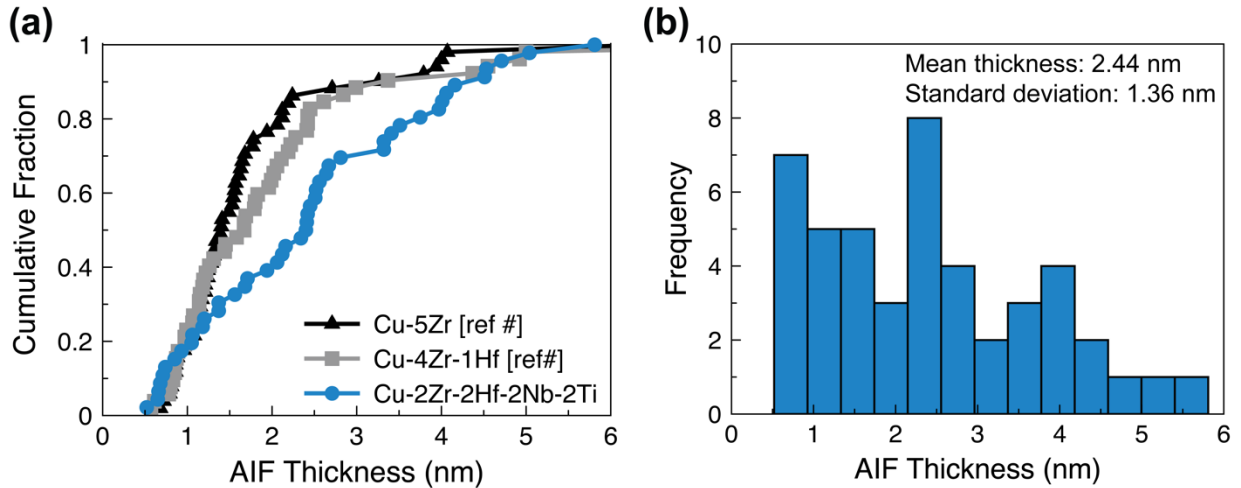 (a)
1
0.8
0.6
0.4
0.2
0
Cumulative Fraction
Cu-5Zr [ref #]
Cu-4Zr-1Hf [ref#]
Cu-2Zr-2Hf-2Nb-2Ti
0 1 2 3 4 5 6
AIF Thickness (nm)
(b)
10
8
6
4
2
0
Frequency
Mean thickness: 2.44 nm
Standard deviation: 1.36 nm
0 1 2 3 4 5 6
AIF Thickness (nm)